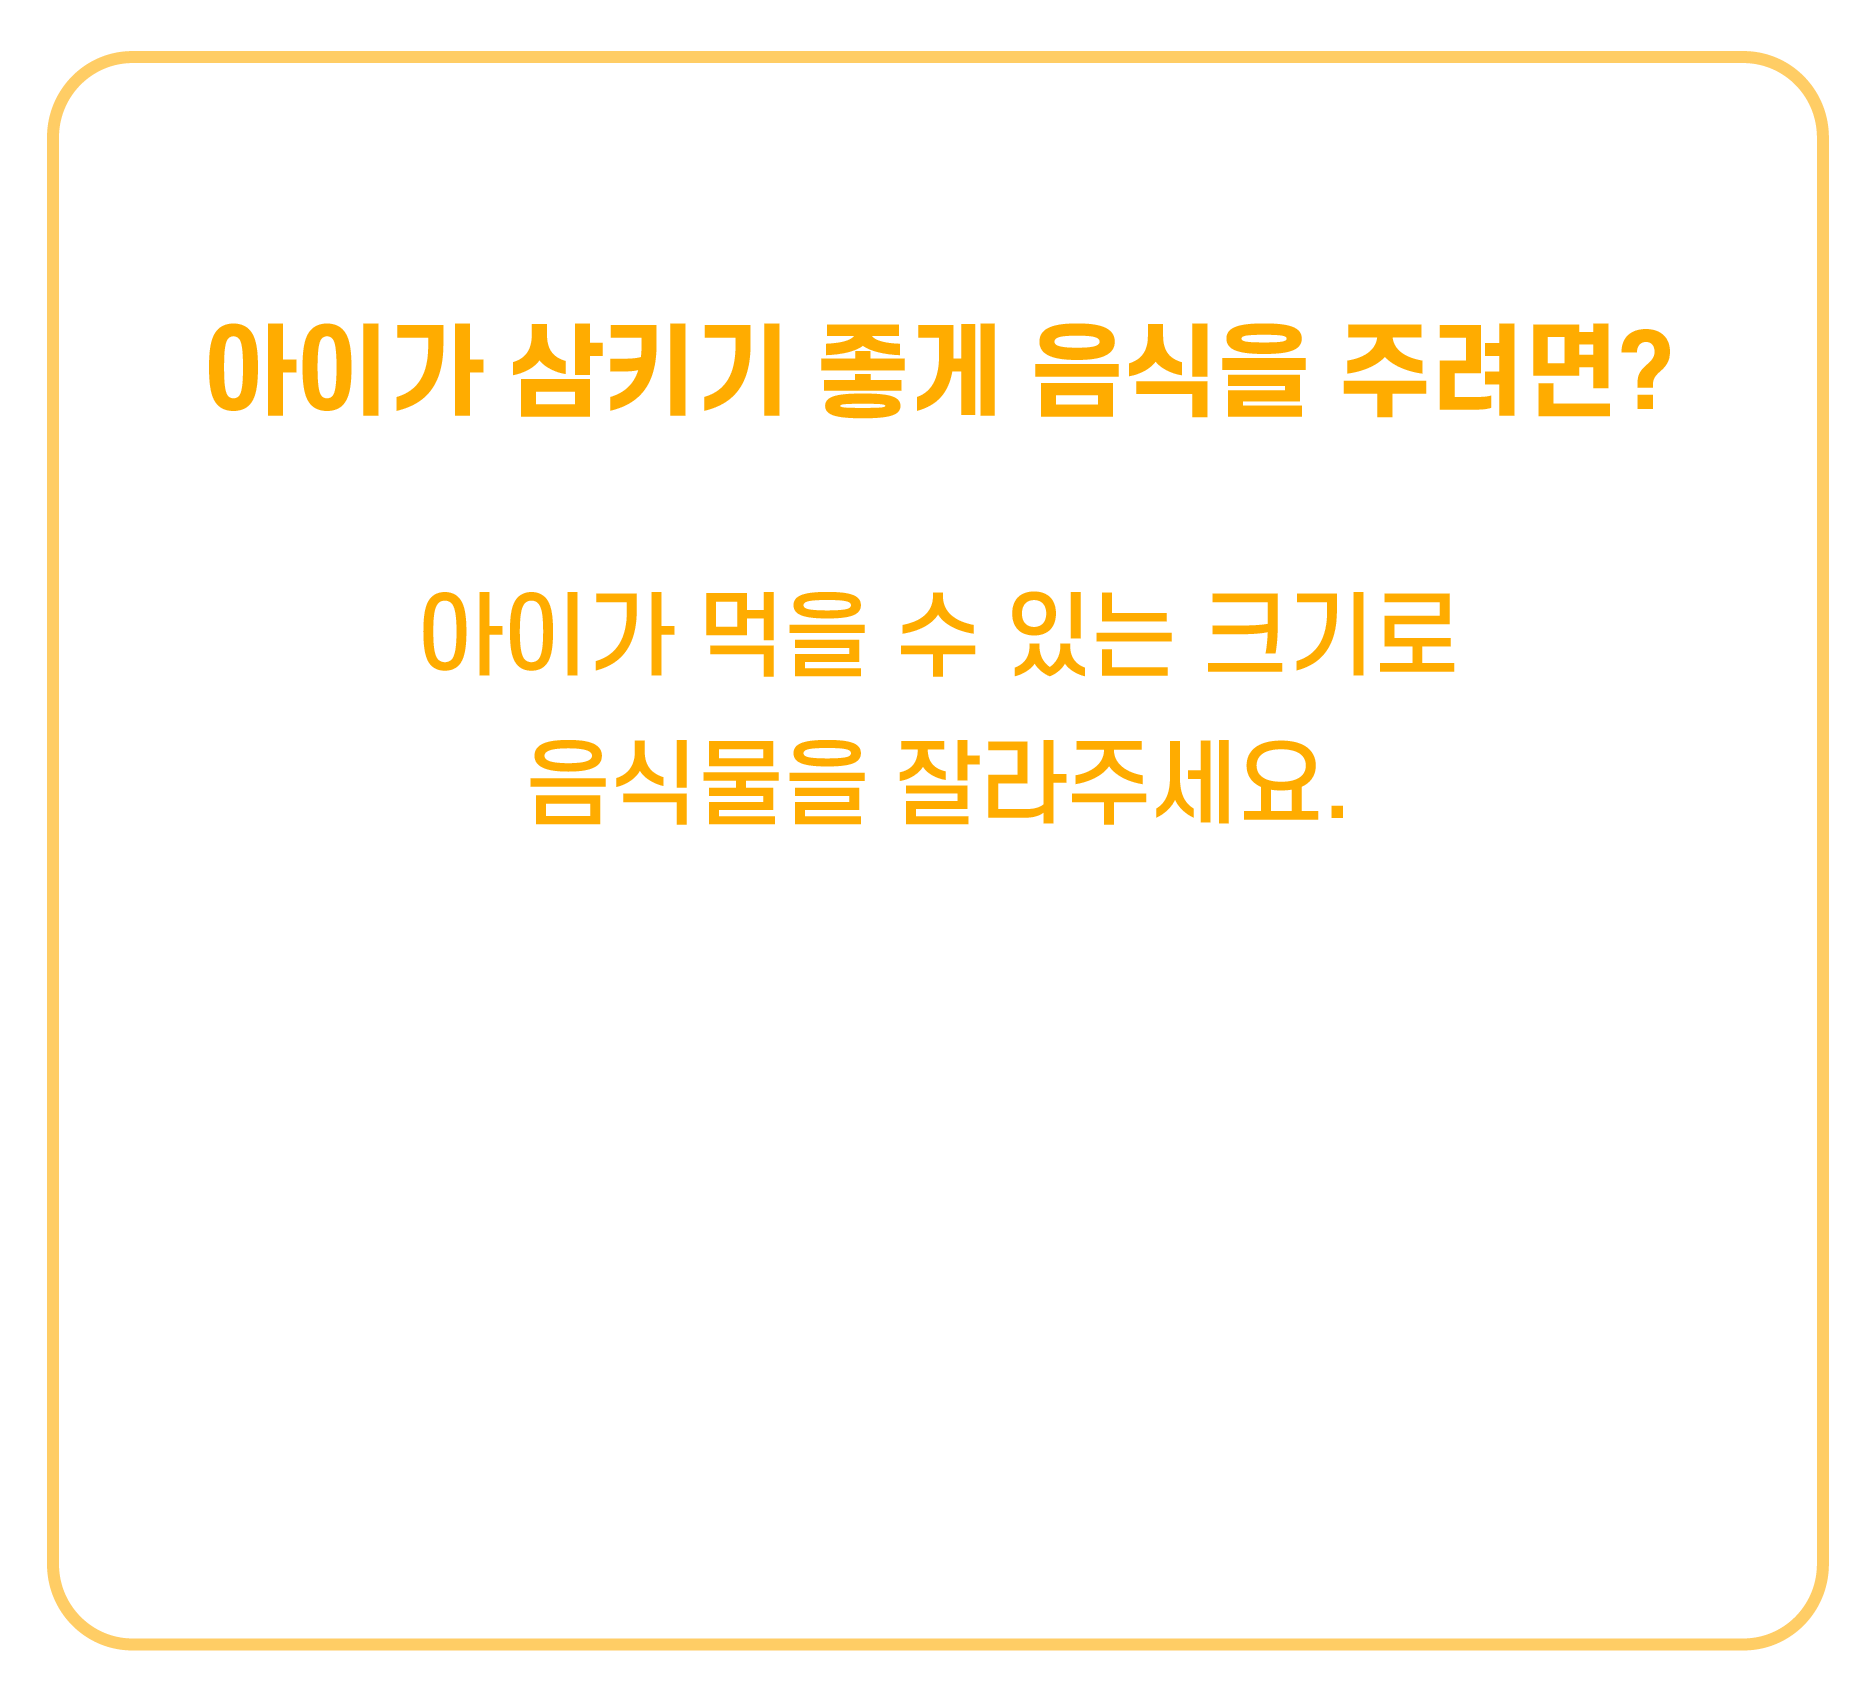 아이가 삼키기 좋게 음식을 주려면?
아이가 먹을 수 있는 크기로
음식물을 잘라주세요.